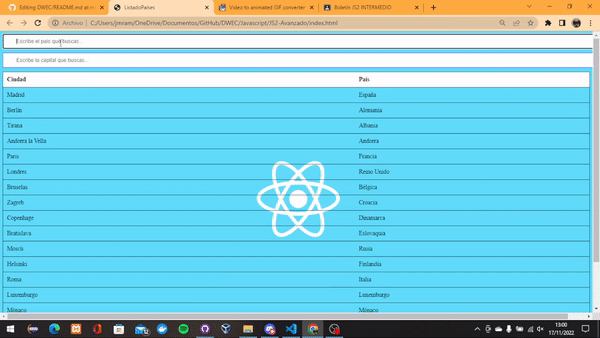 Editing DWEC/README.md at m
ListadoPaises
Video to animated GIF converter
Boletín JS2 INTERMEDIO
Archivo C:/Users/jmram/OneDrive/Documentos/GitHub/DWEC/Javascript/JS2-Avanzado/index.html
Escribe el país que buscas...
Escribe la capital que buscas...
Ciudad País
Madrid España
Berlín Alemania
Tirana Albania
Andorra la Vella Andorra
París Francia
Londres Reino Unido
Bruselas Belgica
Zagreb Croacia
Copenhage Dinamarca
Bratislava Eslovaquia
Moscú Rusia
Helsinki Finlandia
Roma Italia
Luxemburgo Luxemburgo
Mónaco Mónaco
13:00
17/11/2022